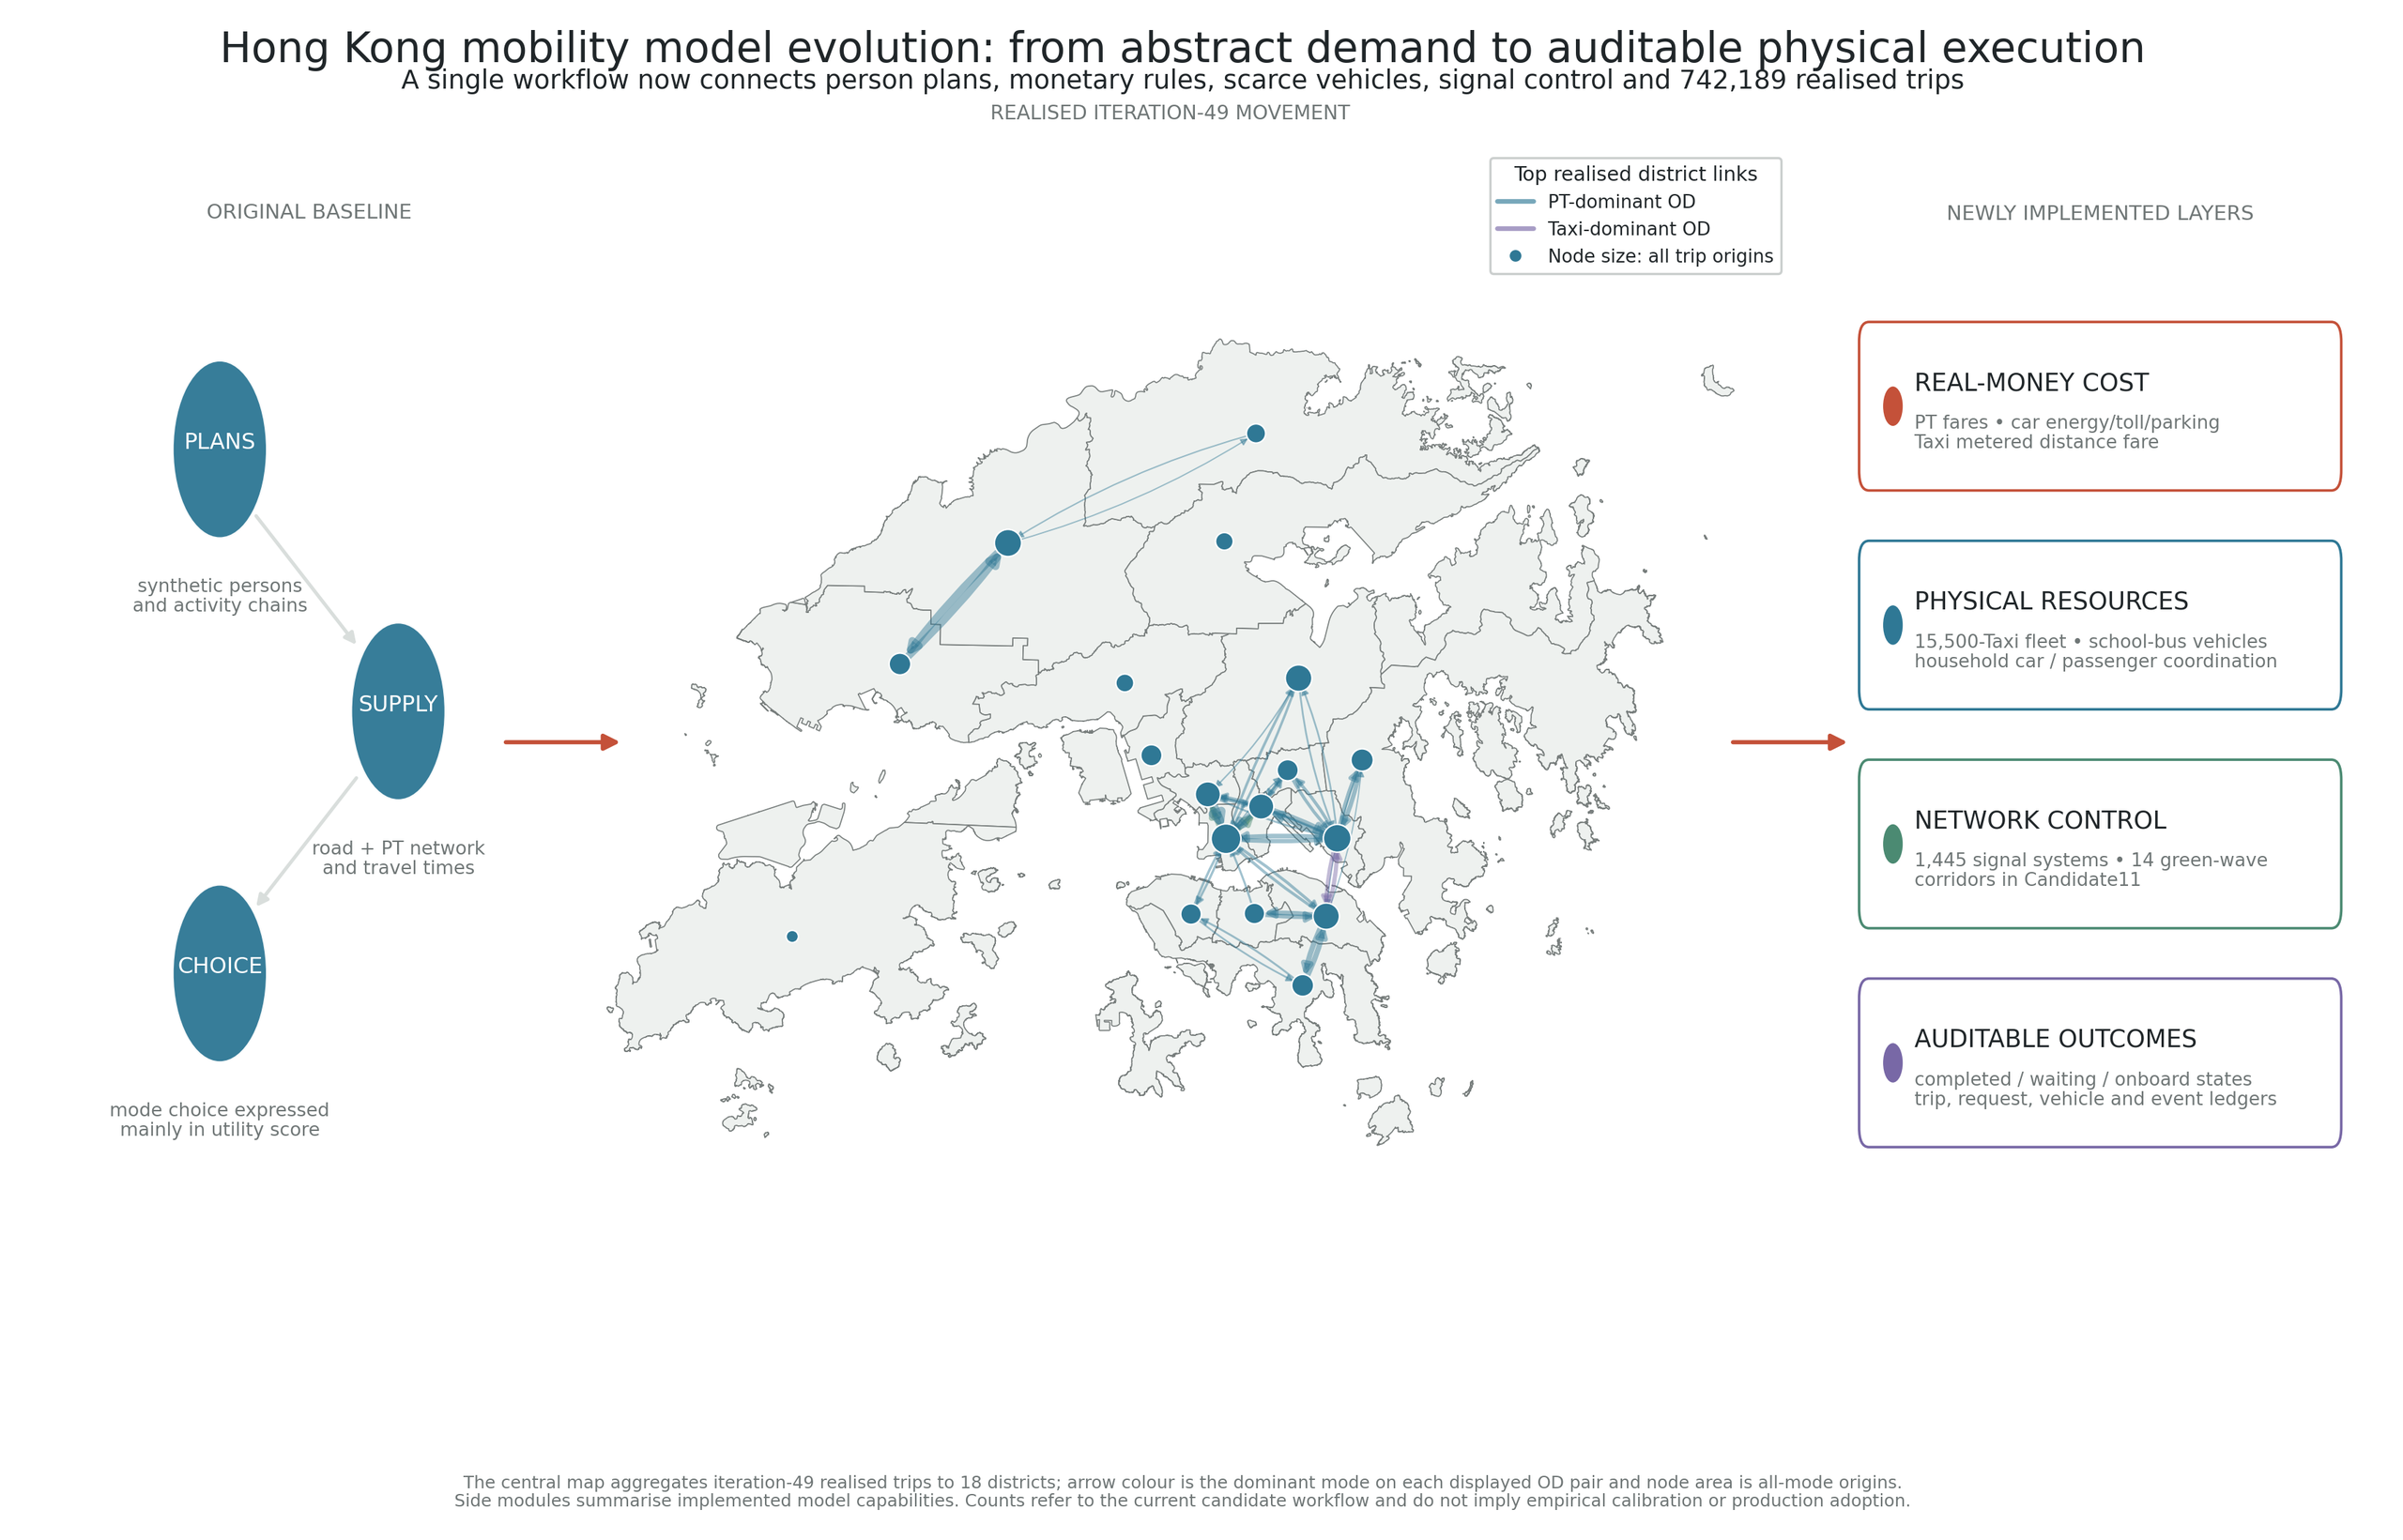 Hong Kong mobility model evolution: from abstract demand to auditable physical execution
A single workflow now connects person plans, monetary rules, scarce vehicles, signal control and 742,189 realised trips
REALISED ITERATION-49 MOVEMENT
Top realised district links
PT-dominant OD
Taxi-dominant OD
Node size: all trip origins
ORIGINAL BASELINE
PLANS
synthetic persons
and activity chains
SUPPLY
road + PT network
and travel times
CHOICE
mode choice expressed
mainly in utility score
NEWLY IMPLEMENTED LAYERS
REAL-MONEY COST
PT fares • car energy/toll/parking
Taxi metered distance fare
PHYSICAL RESOURCES
15,500-Taxi fleet • school-bus vehicles
household car / passenger coordination
NETWORK CONTROL
1,445 signal systems • 14 green-wave
corridors in Candidate11
AUDITABLE OUTCOMES
completed / waiting / onboard states
trip, request, vehicle and event ledgers
The central map aggregates iteration-49 realised trips to 18 districts; arrow colour is the dominant mode on each displayed OD pair and node area is all-mode origins.
Side modules summarise implemented model capabilities. Counts refer to the current candidate workflow and do not imply empirical calibration or production adoption.